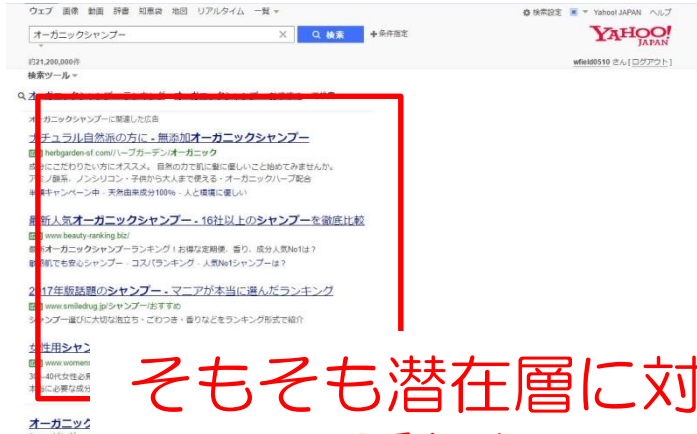 ウェブ 画像 動画 辞書 知恵袋 地図 リアルタイム 一覧
検索設定 Yahoo! JAPAN ヘルプ
オーガニックシャンプー × 検索 +条件指定
YAHOO!
JAPAN
約21,200,000件
wfield0510 さん [ログアウト]
検索ツール
オーガニックシャンプーに関連した広告
ナチュラル自然派の方に - 無添加オーガニックシャンプー
herbgarden-sf.com/ハーブガーデン/オーガニック
成分にこだわりたい方にオススメ。 自然の力で肌に髪に優しいこと始めてみませんか。
アミノ酸系、ノンシリコン・子供から大人まで使える・オーガニックハーブ配合
半額キャンペーン中 - 天然由来成分100% - 人と環境に優しい
最新人気オーガニックシャンプー - 16社以上のシャンプーを徹底比較
www.beauty-ranking.biz/
最新オーガニックシャンプーランキング！お得な定期便、香り、成分人気No1は？
敏感肌でも安心シャンプー - コスパランキング - 人気No1シャンプーは？
2017年版話題のシャンプー - マニアが本当に選んだランキング
www.smiledrug.jp/シャンプー/おすすめ
シャンプー選びに大切な泡立ち・ごわつき・香りなどをランキング形式で紹介
女性用シャン
www.women
30~40代女性必見
本当に必要な成分
そもそも潜在層に対
オーガニック